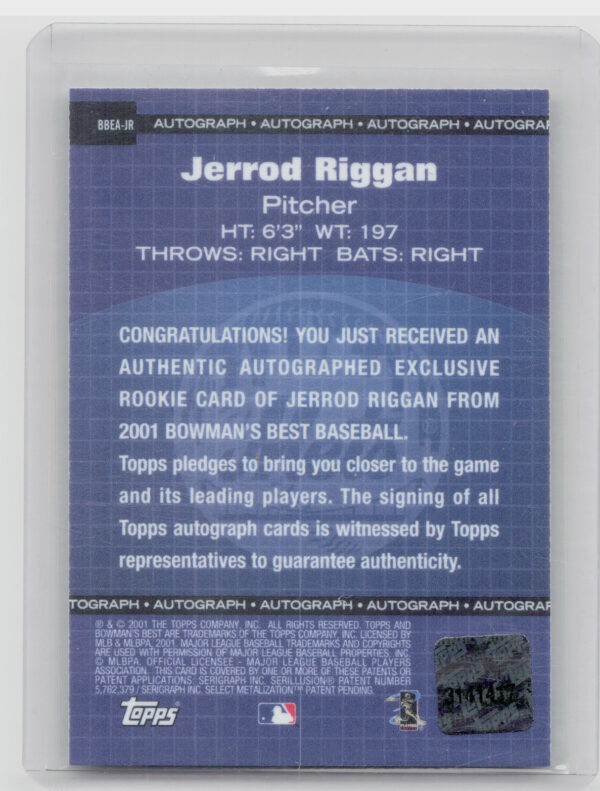 BBEA-JR
AUTOGRAPH • AUTOGRAPH • AUTOGRAPH • AUTOGRAP
Jerrod Riggan
Pitcher
HT: 6'3" WT: 197
THROWS: RIGHT BATS: RIGHT
CONGRATULATIONS! YOU JUST RECEIVED AN
AUTHENTIC AUTOGRAPHED EXCLUSIVE
ROOKIE CARD OF JERROD RIGGAN FROM
2001 BOWMAN'S BEST BASEBALL.
Topps pledges to bring you closer to the game
and its leading players. The signing of all
Topps autograph cards is witnessed by Topps
representatives to guarantee authenticity.
TOGRAPH • AUTOGRAPH • AUTOGRAPH • AUTOGRAP
® & © 2001 THE TOPPS COMPANY, INC. ALL RIGHTS RESERVED. TOPPS AND
BOWMAN'S BEST ARE TRADEMARKS OF THE TOPPS COMPANY, INC. LICENSED BY
MLB & MLBPA, 2001. MAJOR LEAGUE BASEBALL TRADEMARKS AND COPYRIGHTS
ARE USED WITH PERMISSION OF MAJOR LEAGUE BASEBALL PROPERTIES, INC.
© MLBPA. OFFICIAL LICENSEE - MAJOR LEAGUE BASEBALL PLAYERS
ASSOCIATION. THIS CARD IS COVERED BY ONE OR MORE OF THESE PATENTS OR
PATENT APPLICATIONS: SERIGRAPH INC. SERILLUSION® PATENT NUMBER
5,762,379 / SERIGRAPH INC. SELECT METALIZATION™ PATENT PENDING.
TOPPS